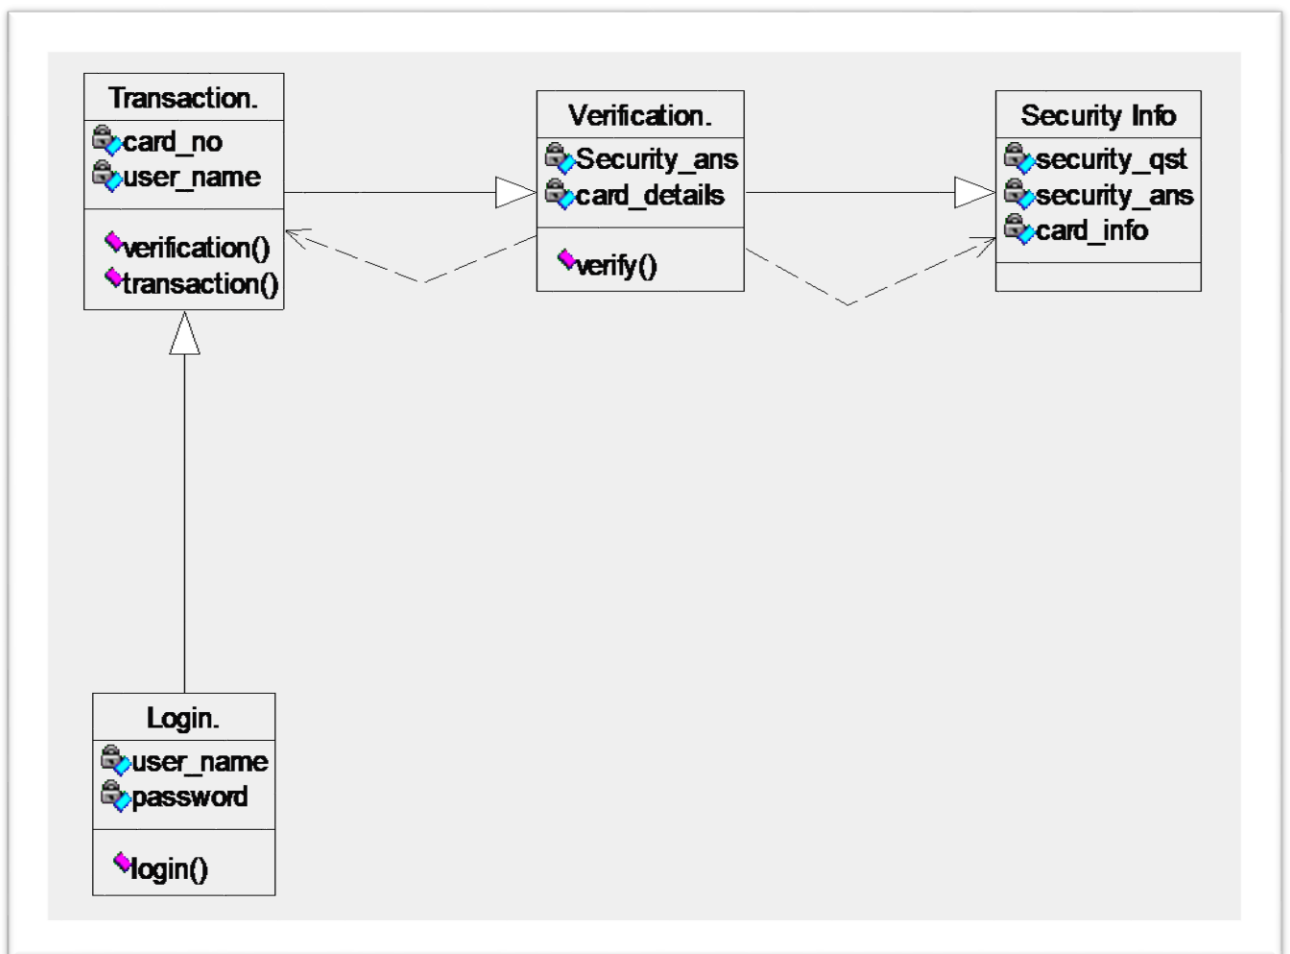 Transaction.
card_no
user_name
verification()
transaction()
Verification.
Security_ans
card_details
verify()
Security Info
security_qst
security_ans
card_info
Login.
user_name
password
login()